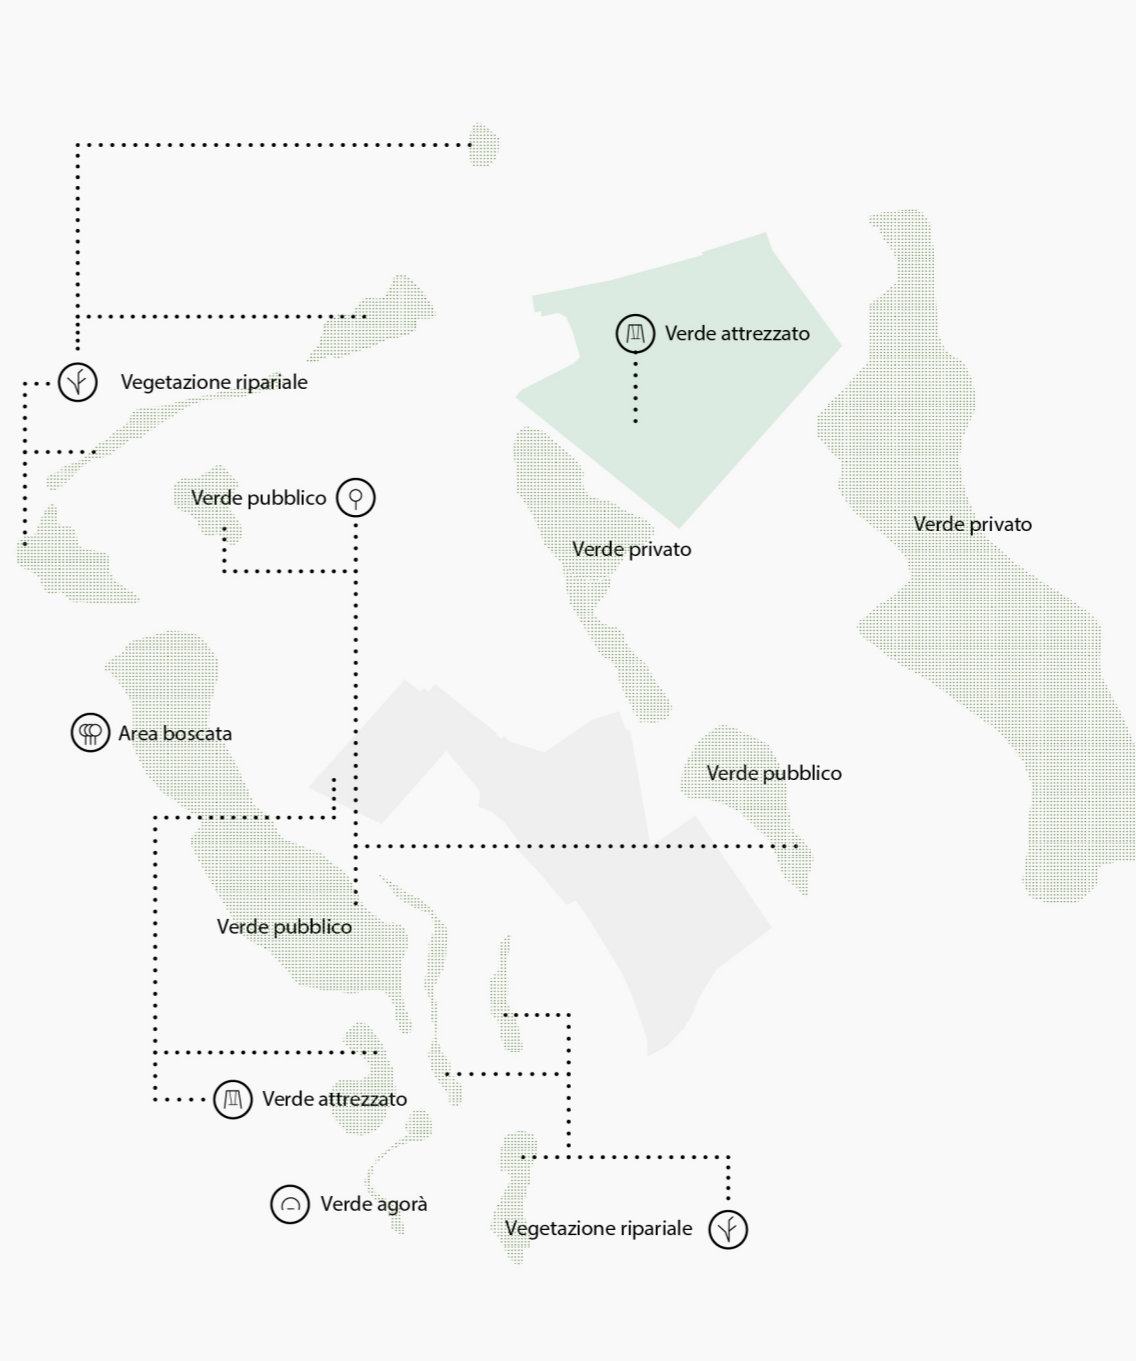 Verde attrezzato
Vegetazione ripariale
Verde pubblico
Verde privato
Verde privato
Area boscata
Verde pubblico
Verde pubblico
Verde attrezzato
Verde agorà
Vegetazione ripariale